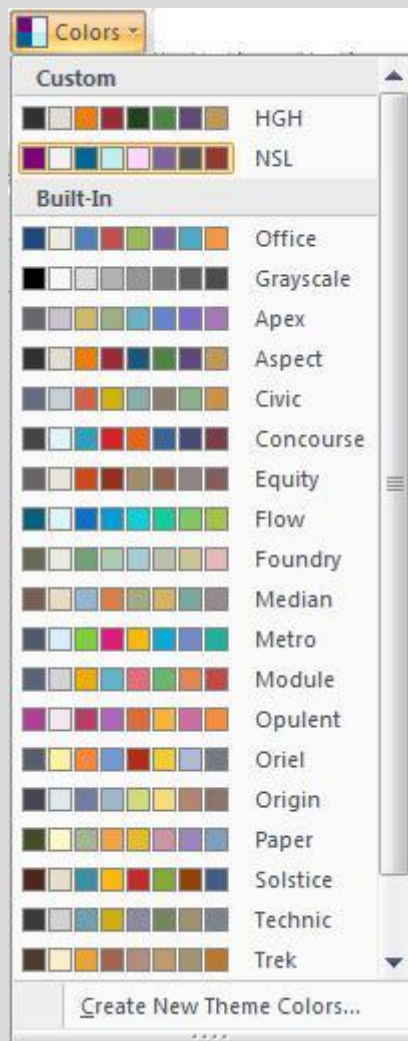 Colors
Custom
HGH
NSL
Built-In
Office
Grayscale
Apex
Aspect
Civic
Concourse
Equity
Flow
Foundry
Median
Metro
Module
Opulent
Oriel
Origin
Paper
Solstice
Technic
Trek
Create New Theme Colors...